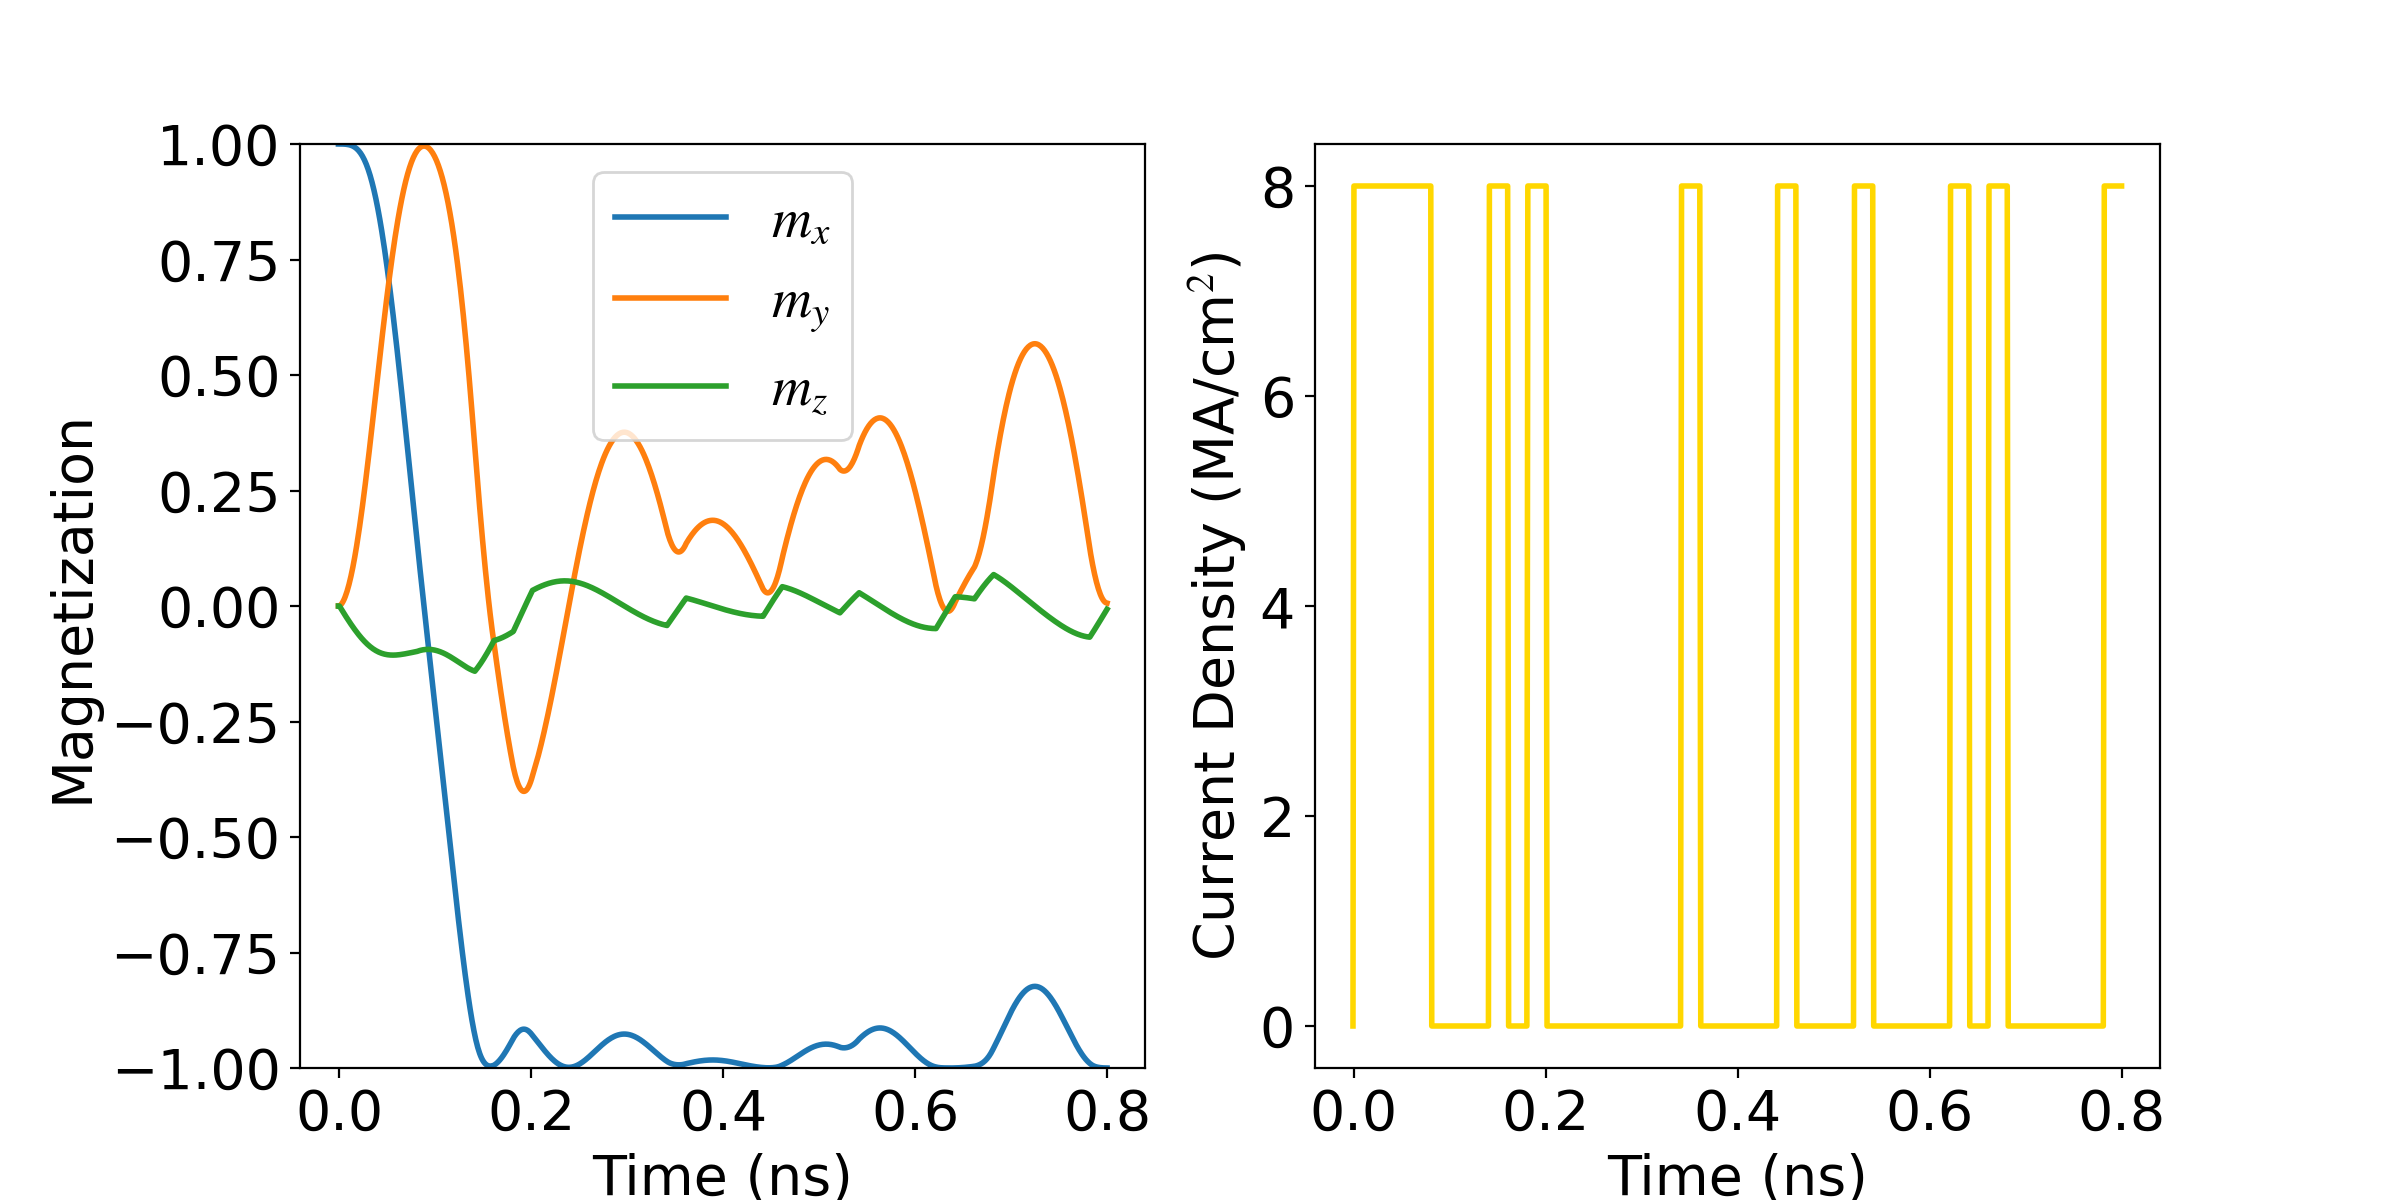 1.00
0.75
0.50
0.25
0.00
−0.25
−0.50
−0.75
−1.00
Magnetization
0.0 0.2 0.4 0.6 0.8
Time (ns)
m_x
m_y
m_z
8
6
4
2
0
Current Density (MA/cm²)
0.0 0.2 0.4 0.6 0.8
Time (ns)